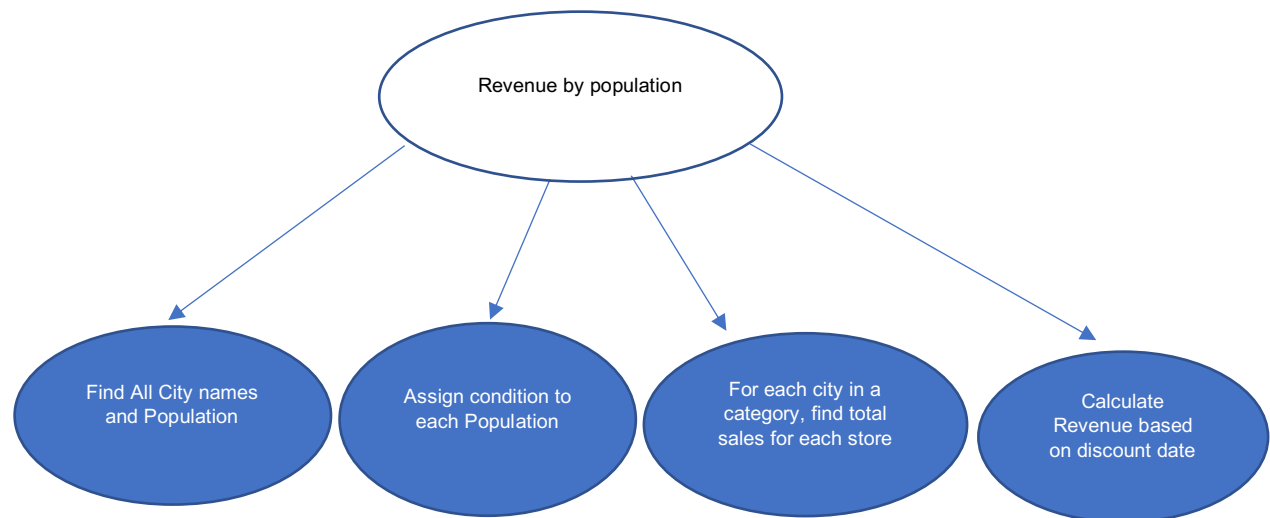 Revenue by population
Find All City names
and Population
Assign condition to
each Population
For each city in a
category, find total
sales for each store
Calculate
Revenue based
on discount date